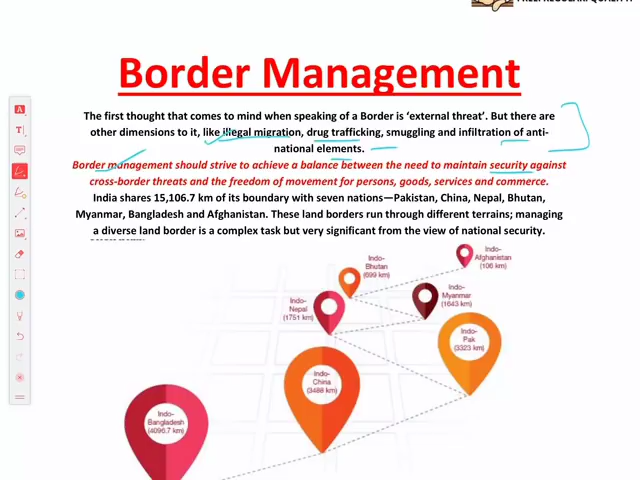 Border Management
The first thought that comes to mind when speaking of a Border is ‘external threat’. But there are
other dimensions to it, like illegal migration, drug trafficking, smuggling and infiltration of anti-
national elements.
Border management should strive to achieve a balance between the need to maintain security against
cross-border threats and the freedom of movement for persons, goods, services and commerce.
India shares 15,106.7 km of its boundary with seven nations—Pakistan, China, Nepal, Bhutan,
Myanmar, Bangladesh and Afghanistan. These land borders run through different terrains; managing
a diverse land border is a complex task but very significant from the view of national security.
Indo-
Afghanistan
(106 km)
Indo-
Bhutan
(699 km)
Indo-
Myanmar
(1643 km)
Indo-
Nepal
(1751 km)
Indo-
Pak
(3323 km)
Indo-
China
(3488 km)
Indo-
Bangladesh
(4096.7 km)